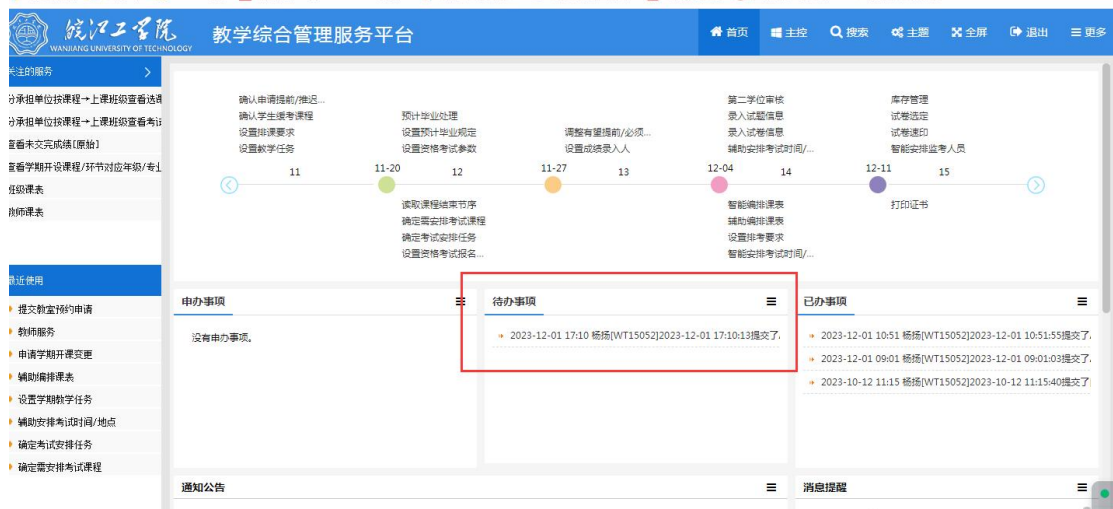 皖江工学院
WANJIANG UNIVERSITY OF TECHNOLOGY
教学综合管理服务平台
首页 主控 搜索 主题 全屏 退出 更多
关注的服务
分承担单位按课程→上课班级查看选课
分承担单位按课程→上课班级查看考试
查看未交完成绩[原始]
查看学期开设课程/环节对应年级/专业
班级课表
教师课表
最近使用
提交教室预约申请
教师服务
申请学期开课变更
辅助编排课表
设置学期教学任务
辅助安排考试时间/地点
确定考试安排任务
确定需安排考试课程
确认申请提前/推迟...
确认学生缓考课程
设置排课要求
设置教学任务
预计毕业处理
设置预计毕业规定
设置资格考试参数
调整有望提前/必须...
设置成绩录入人
第二学位审核
录入试题信息
录入试卷信息
辅助安排考试时间/...
库存管理
试卷选定
试卷速印
智能安排监考人员
11 11-20 12 11-27 13 12-04 14 12-11 15
读取课程结束节序
确定需安排考试课程
确定考试安排任务
设置资格考试报名...
智能编排课表
辅助编排课表
设置排考要求
智能安排考试时间/...
打印证书
申办事项
没有申办事项。
待办事项
2023-12-01 17:10 杨扬[WT15052]2023-12-01 17:10:13提交了
已办事项
2023-12-01 10:51 杨扬[WT15052]2023-12-01 10:51:55提交了
2023-12-01 09:01 杨扬[WT15052]2023-12-01 09:01:03提交了
2023-10-12 11:15 杨扬[WT15052]2023-10-12 11:15:40提交了
通知公告
消息提醒